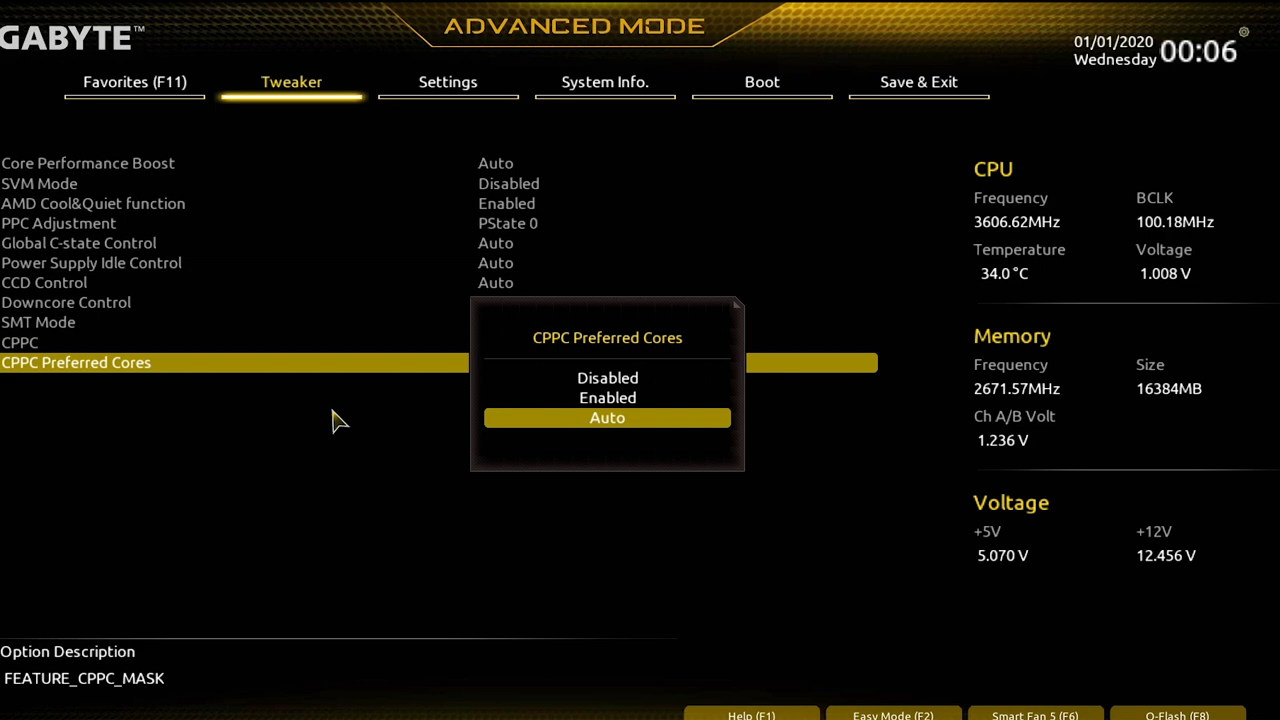 ADVANCED MODE
GABYTE™
01/01/2020
Wednesday
00:06
Favorites (F11) Tweaker Settings System Info. Boot Save & Exit
Core Performance Boost Auto
SVM Mode Disabled
AMD Cool&Quiet function Enabled
PPC Adjustment PState 0
Global C-state Control Auto
Power Supply Idle Control Auto
CCD Control Auto
Downcore Control
SMT Mode
CPPC
CPPC Preferred Cores
CPPC Preferred Cores
Disabled
Enabled
Auto
CPU
Frequency BCLK
3606.62MHz 100.18MHz
Temperature Voltage
34.0 °C 1.008 V
Memory
Frequency Size
2671.57MHz 16384MB
Ch A/B Volt
1.236 V
Voltage
+5V +12V
5.070 V 12.456 V
Option Description
FEATURE_CPPC_MASK
Help (F1) Easy Mode (F2) Smart Fan 5 (F6) Q-Flash (F8)